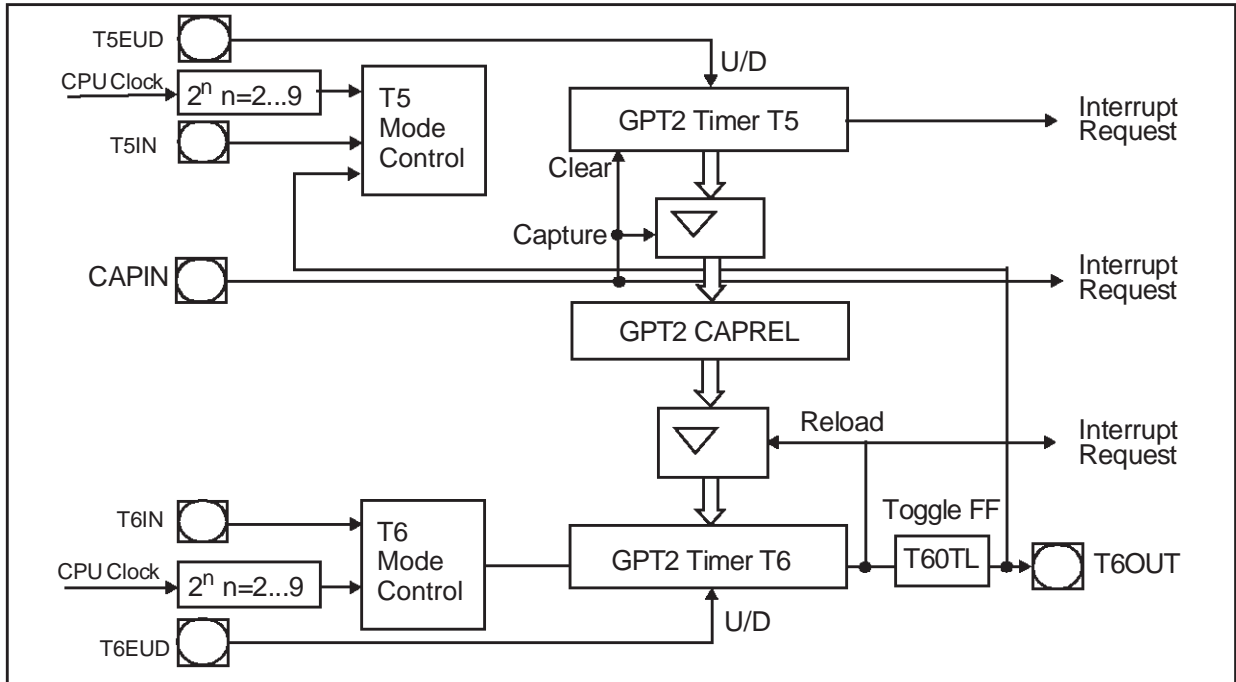 T5EUD
U/D
CPU Clock
2n n=2...9
T5
Mode
Control
GPT2 Timer T5
Interrupt
Request
T5IN
Clear
Capture
CAPIN
Interrupt
Request
GPT2 CAPREL
Reload
Interrupt
Request
T6IN
T6
Mode
Control
Toggle FF
GPT2 Timer T6
T60TL
T6OUT
CPU Clock
2n n=2...9
U/D
T6EUD